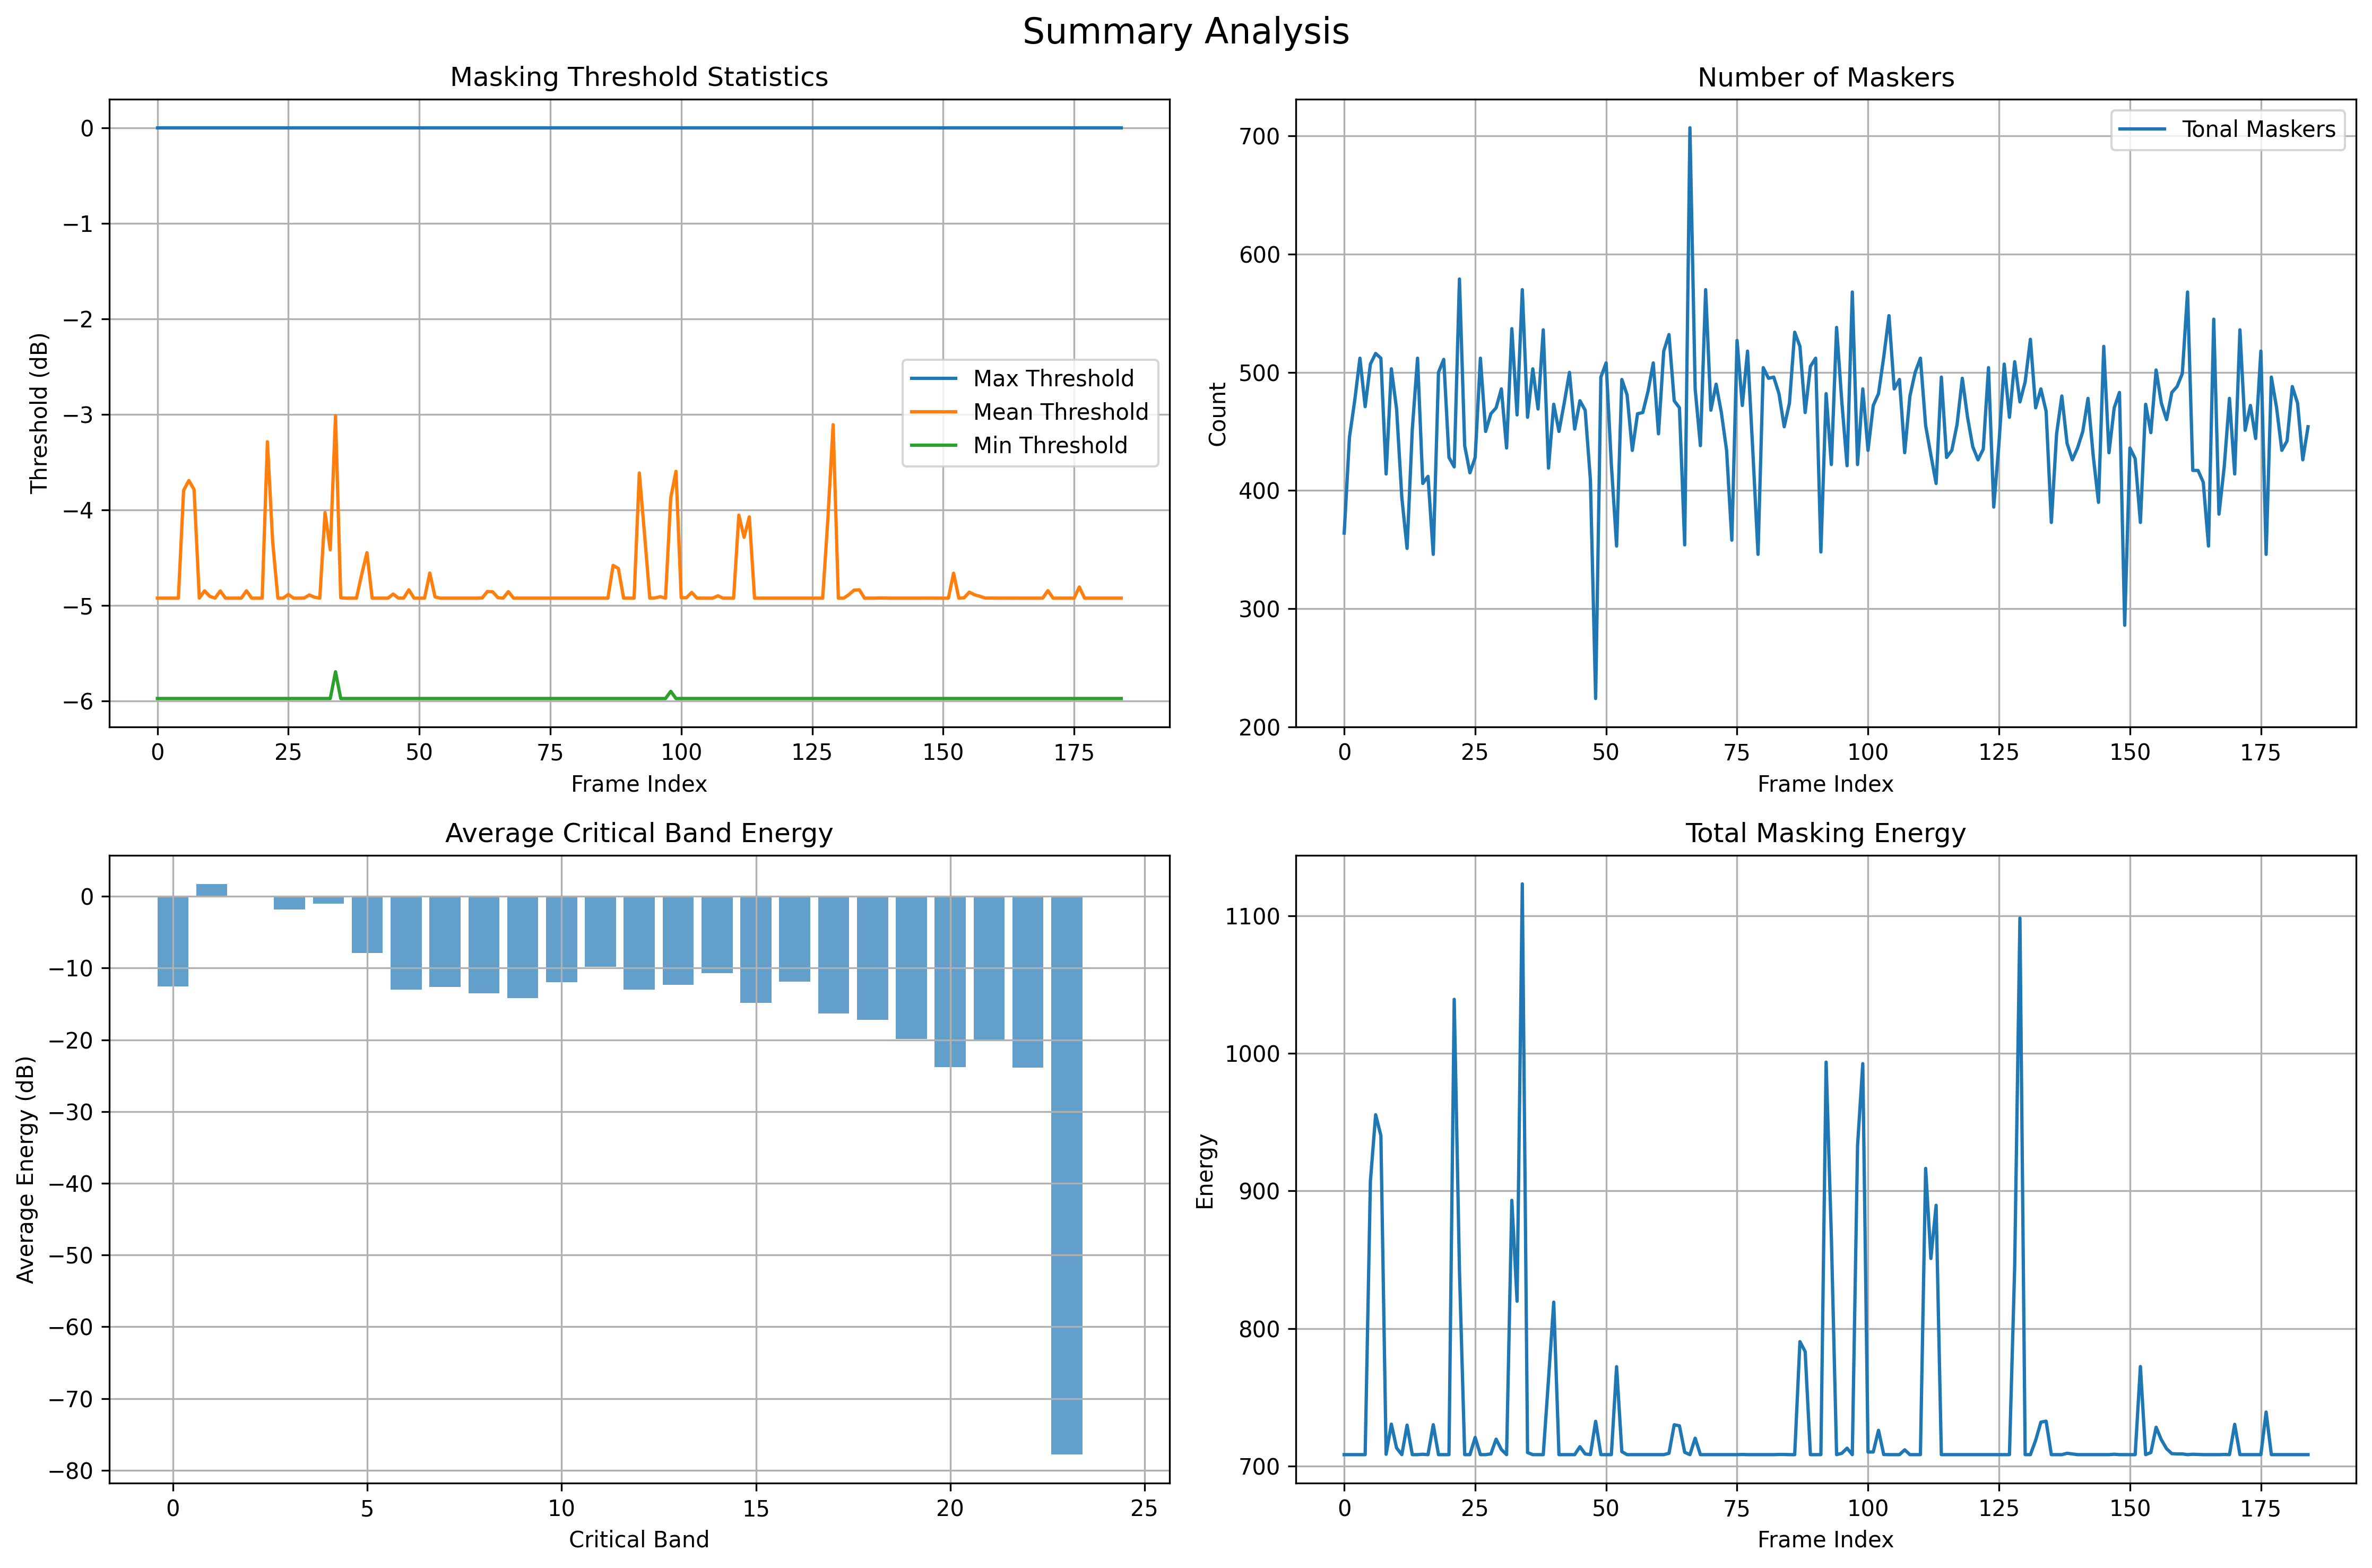 Summary Analysis
Masking Threshold Statistics
Threshold (dB)
0
−1
−2
−3
−4
−5
−6
Max Threshold
Mean Threshold
Min Threshold
0 25 50 75 100 125 150 175
Frame Index
Number of Maskers
Count
700
600
500
400
300
200
Tonal Maskers
0 25 50 75 100 125 150 175
Frame Index
Average Critical Band Energy
Average Energy (dB)
0
−10
−20
−30
−40
−50
−60
−70
−80
0 5 10 15 20 25
Critical Band
Total Masking Energy
Energy
1100
1000
900
800
700
0 25 50 75 100 125 150 175
Frame Index